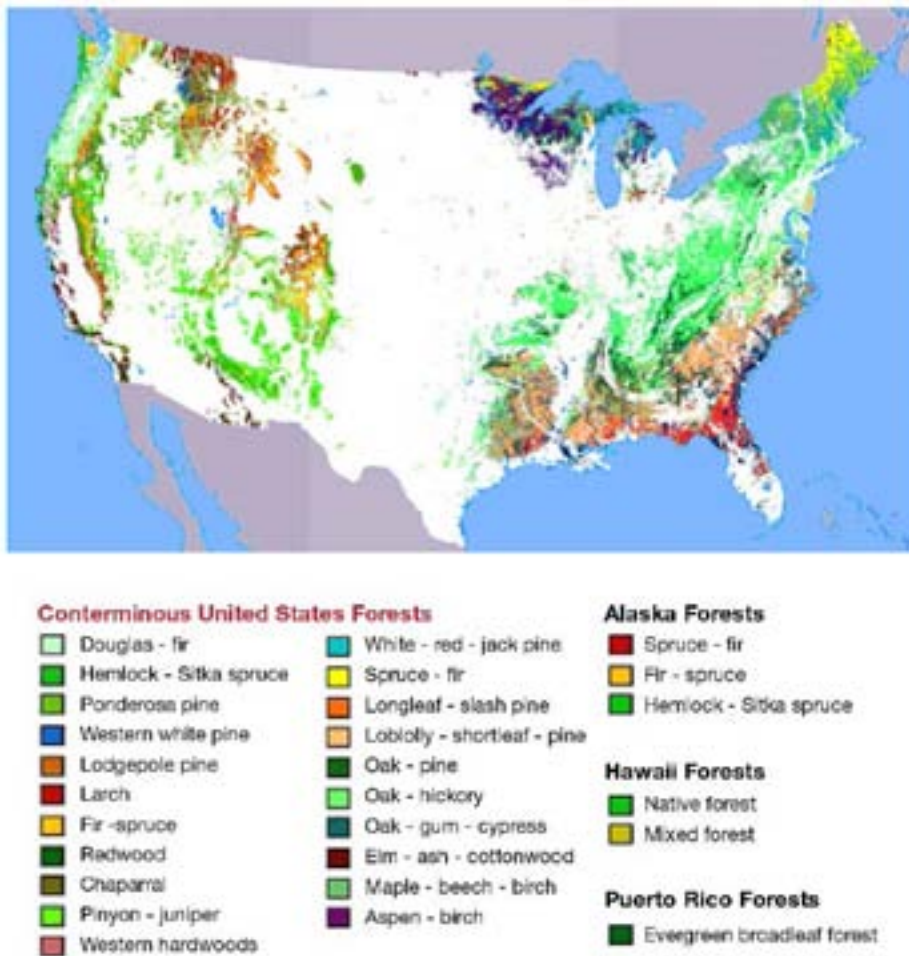 Conterminous United States Forests
Douglas - fir
Hemlock - Sitka spruce
Ponderosa pine
Western white pine
Lodgepole pine
Larch
Fir -spruce
Redwood
Chaparral
Pinyon - juniper
Western hardwoods
White - red - jack pine
Spruce - fir
Longleaf - slash pine
Loblolly - shortleaf - pine
Oak - pine
Oak - hickory
Oak - gum - cypress
Elm - ash - cottonwood
Maple - beech - birch
Aspen - birch
Alaska Forests
Spruce - fir
Fir - spruce
Hemlock - Sitka spruce
Hawaii Forests
Native forest
Mixed forest
Puerto Rico Forests
Evergreen broadleaf forest